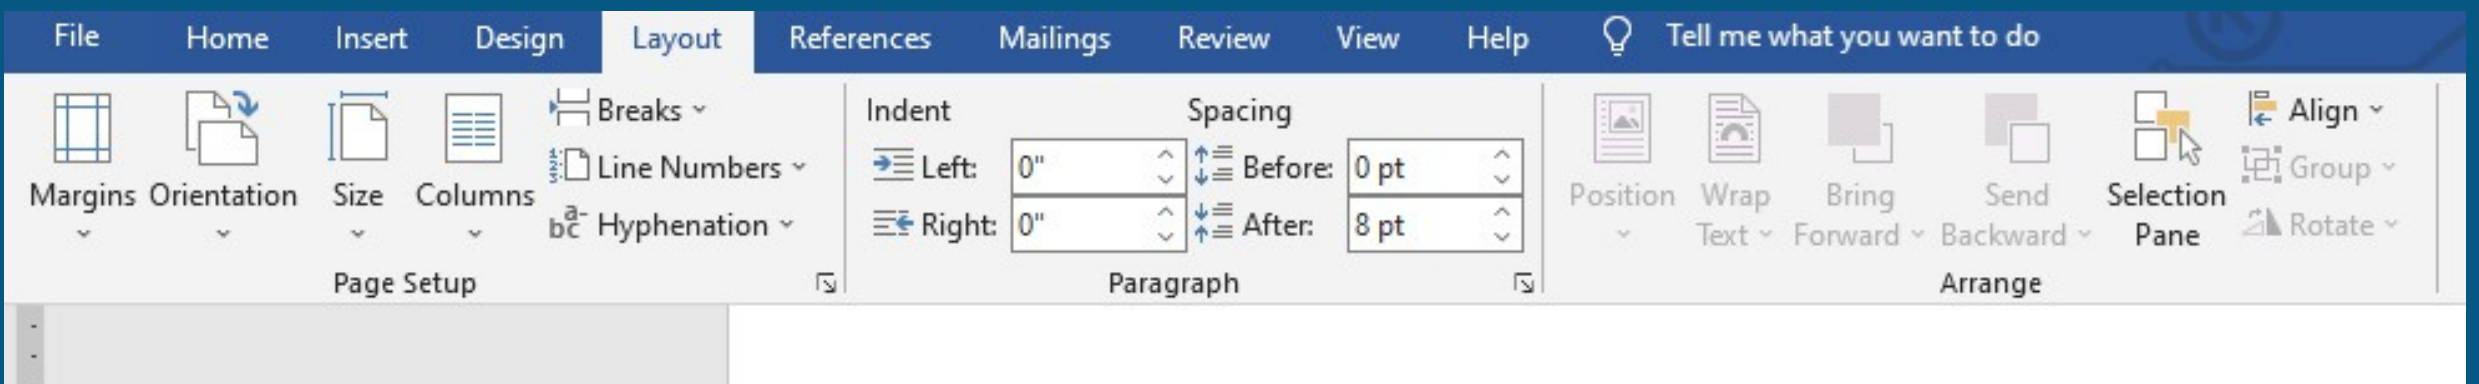 File Home Insert Design Layout References Mailings Review View Help Tell me what you want to do
Margins
Orientation
Size
Columns
Breaks
Line Numbers
bc a- Hyphenation
Page Setup
Indent
Left: 0"
Right: 0"
Spacing
Before: 0 pt
After: 8 pt
Paragraph
Position
Wrap
Text
Bring
Forward
Send
Backward
Selection
Pane
Align
Group
Rotate
Arrange